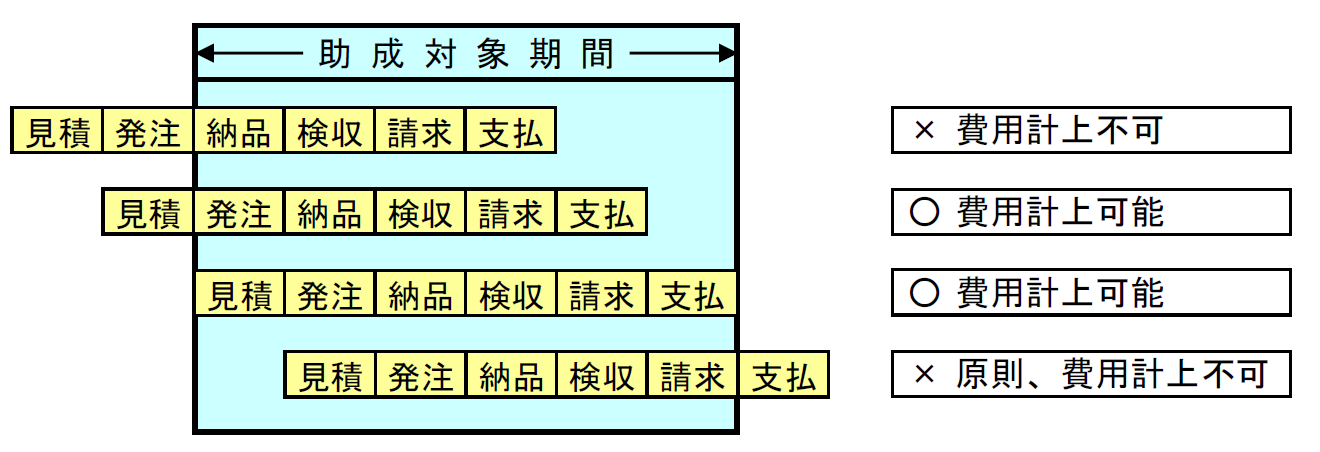 助成対象期間
見積 発注 納品 検収 請求 支払 × 費用計上不可
見積 発注 納品 検収 請求 支払 〇 費用計上可能
見積 発注 納品 検収 請求 支払 〇 費用計上可能
見積 発注 納品 検収 請求 支払 × 原則、費用計上不可